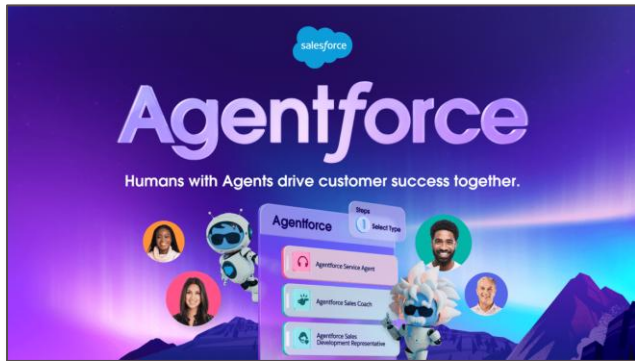 salesforce
Agentforce
Humans with Agents drive customer success together.
Agentforce
Steps
1 Select Type
Agentforce Service Agent
Agentforce Sales Coach
Agentforce Sales
Development Representative